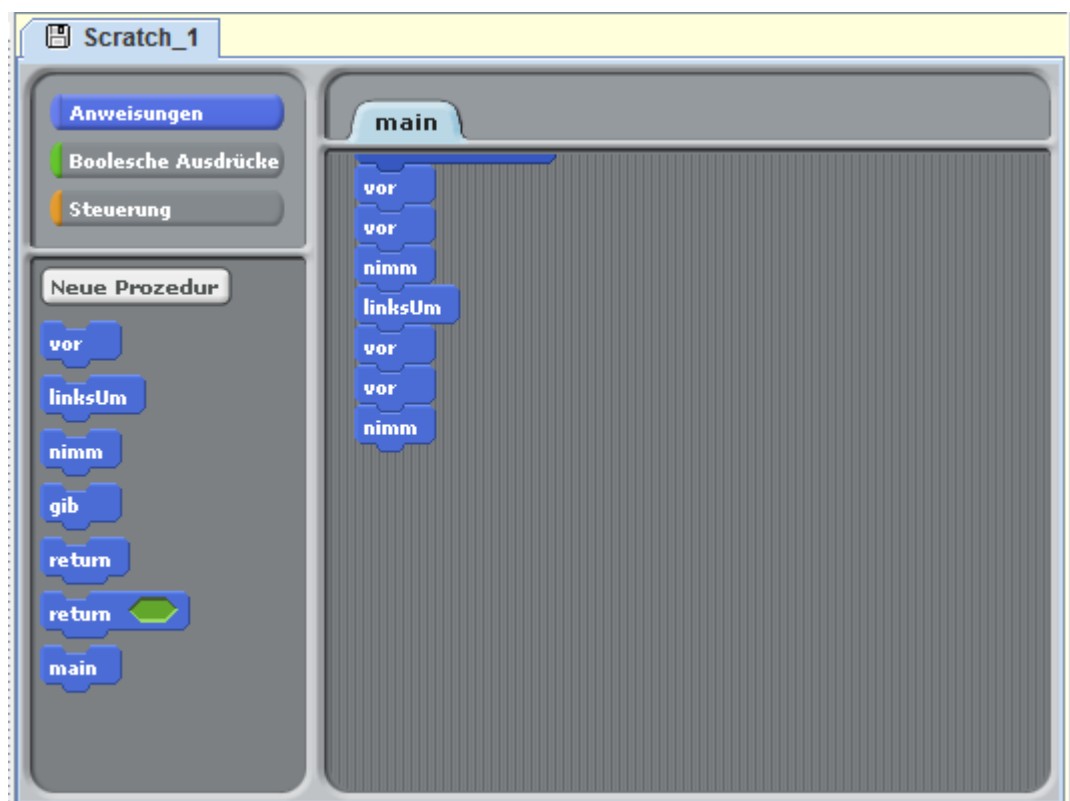 Scratch_1
Anweisungen
Boolesche Ausdrücke
Steuerung
Neue Prozedur
vor
linksUm
nimm
gib
return
return
main
main
vor
vor
nimm
linksUm
vor
vor
nimm